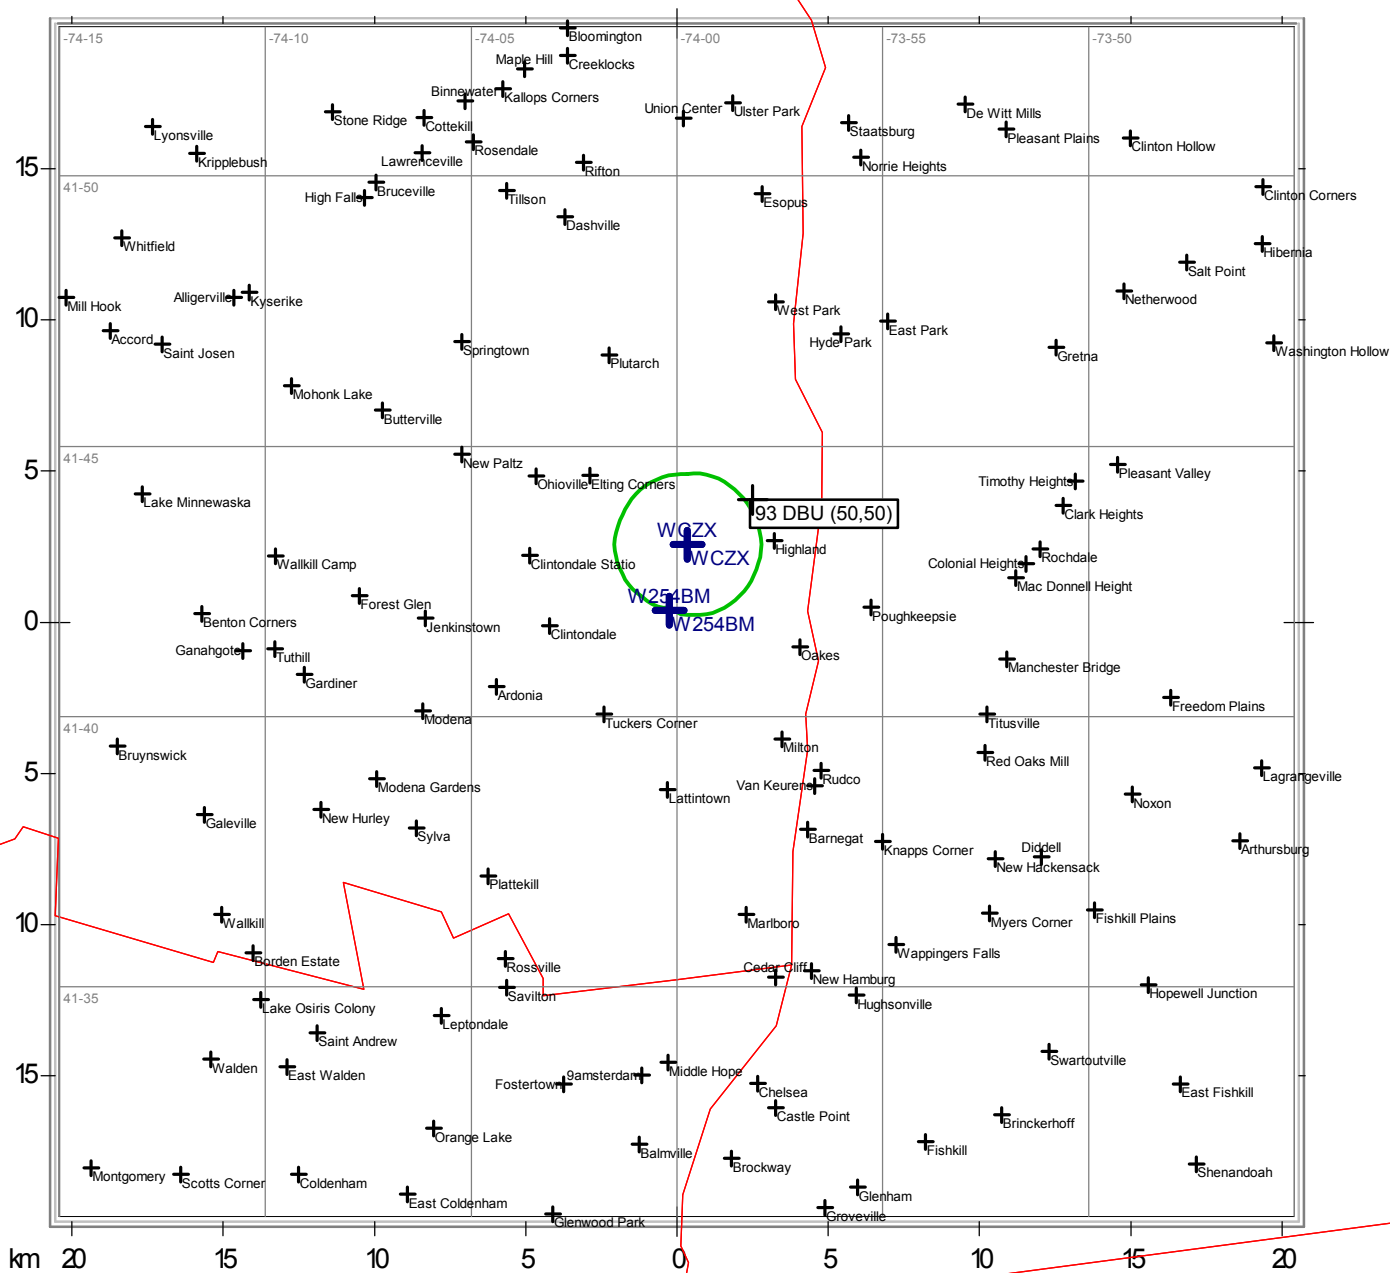 Bloomington
-74-15
-74-10
-74-05
-74-00
-73-55
-73-50
Maple Hill
Creeklocks
Binnewater
Kallops Corners
Union Center
Ulster Park
De Witt Mills
Stone Ridge
Cottekill
Staatsburg
Pleasant Plains
Lyonsville
Clinton Hollow
Kripplebush
Lawrenceville
Rosendale
Rifton
Norrie Heights
15
41-50
High Falls
Bruceville
Tillson
Esopus
Clinton Corners
Dashville
Whitfield
Hibernia
Salt Point
Mill Hook
Alligerville
Kyserike
Netherwood
West Park
10
Accord
Saint Josen
Springtown
Plutarch
Hyde Park
East Park
Gretna
Washington Hollow
Mohonk Lake
Butterville
41-45
New Paltz
5
Ohioville
Elting Corners
Timothy Heights
Pleasant Valley
Lake Minnewaska
93 DBU (50,50)
Clark Heights
WCZX
WCZX
Highland
Wallkill Camp
Clintondale Statio
Colonial Heights
Rochdale
Mac Donnell Height
W254BM
W254BM
Forest Glen
Benton Corners
Jenkinstown
Clintondale
Poughkeepsie
0
Ganahgote
Tuthill
Oakes
Manchester Bridge
Gardiner
Ardonia
Freedom Plains
41-40
Modena
Tuckers Corner
Titusville
Bruynswick
Milton
Red Oaks Mill
5
Modena Gardens
Lattintown
Van Keurens
Rudco
Lagrangeville
Noxon
Galeville
New Hurley
Sylva
Barnegat
Knapps Corner
Diddell
New Hackensack
Arthursburg
Plattekill
10
Wallkill
Marlboro
Myers Corner
Fishkill Plains
Wappingers Falls
Borden Estate
Rossville
Cedar Cliff
New Hamburg
41-35
Savilton
Hughsonville
Hopewell Junction
Lake Osiris Colony
Leptondale
Saint Andrew
Walden
East Walden
Middle Hope
Swartoutville
15
Fostertown
9amsterdam
Chelsea
East Fishkill
Castle Point
Brinckerhoff
Orange Lake
Balmville
Fishkill
Montgomery
Scotts Corner
Coldenham
Brockway
Shenandoah
East Coldenham
Glenham
Glenwood Park
Groveville
km 20 15 10 5 0 5 10 15 20